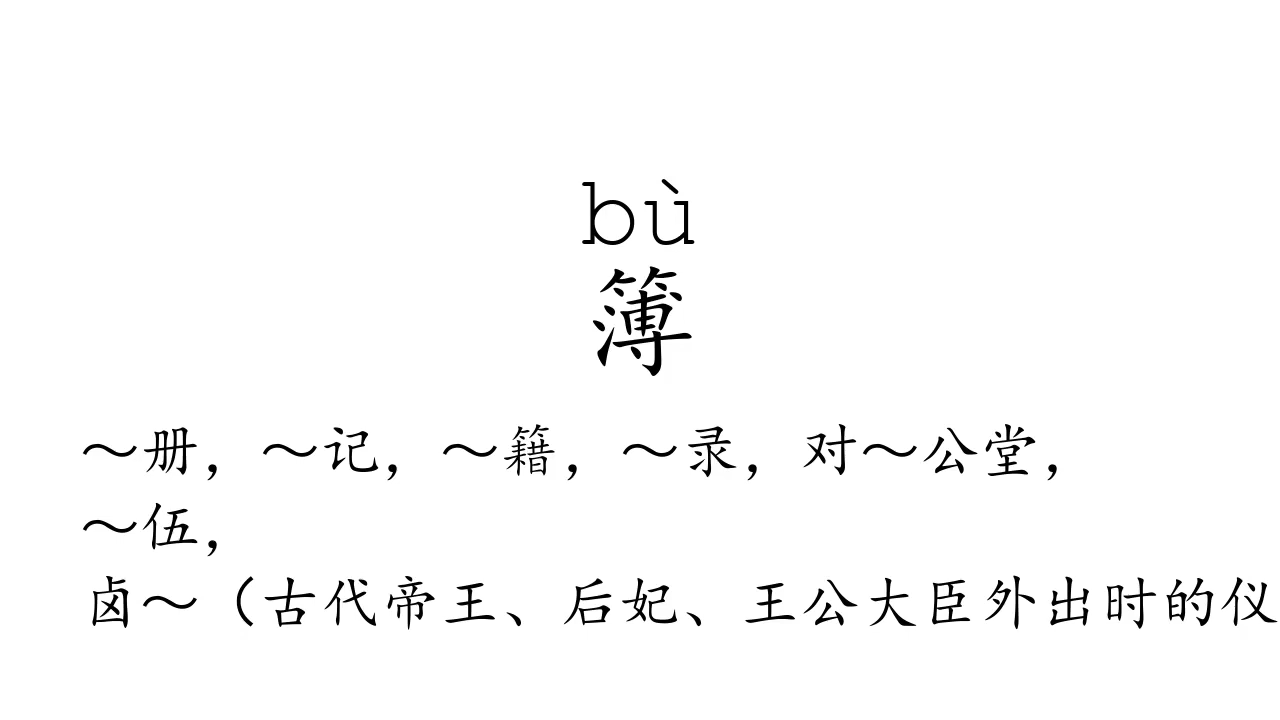 bù
簿
～册，～记，～籍，～录，对～公堂，
～伍，
卤～（古代帝王、后妃、王公大臣外出时的仪